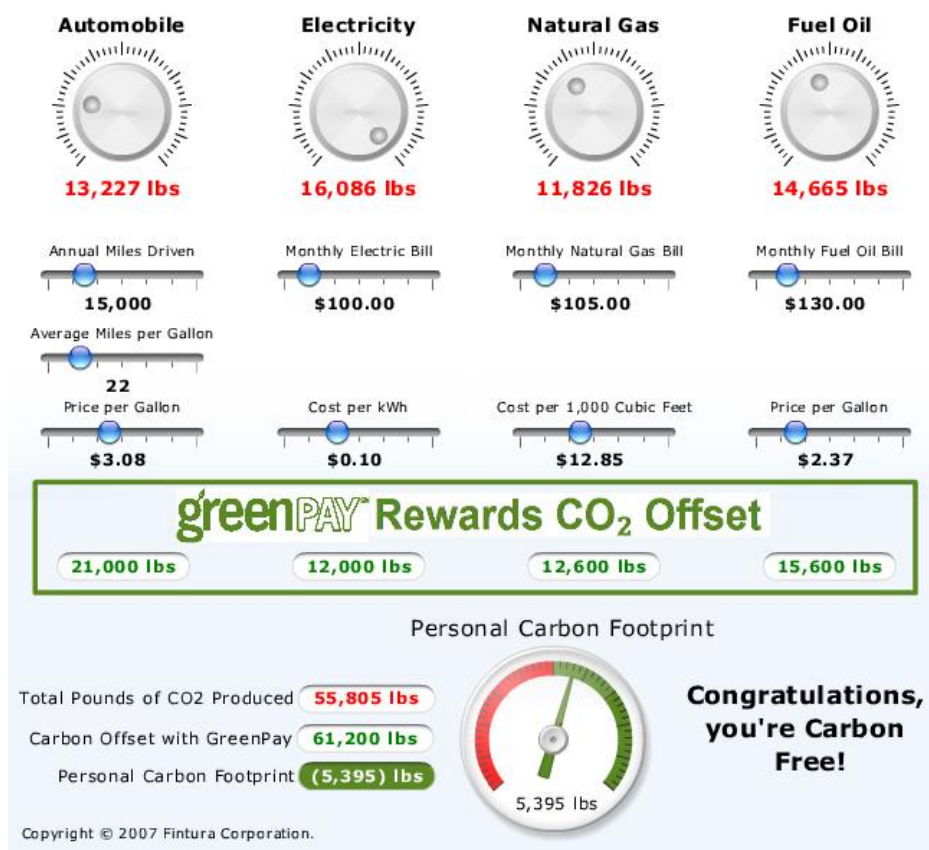 Automobile Electricity Natural Gas Fuel Oil
13,227 lbs 16,086 lbs 11,826 lbs 14,665 lbs
Annual Miles Driven Monthly Electric Bill Monthly Natural Gas Bill Monthly Fuel Oil Bill
15,000 $100.00 $105.00 $130.00
Average Miles per Gallon
22
Price per Gallon Cost per kWh Cost per 1,000 Cubic Feet Price per Gallon
$3.08 $0.10 $12.85 $2.37
greenPAY™ Rewards CO₂ Offset
21,000 lbs 12,000 lbs 12,600 lbs 15,600 lbs
Personal Carbon Footprint
Total Pounds of CO2 Produced 55,805 lbs
Carbon Offset with GreenPay 61,200 lbs
Personal Carbon Footprint (5,395) lbs
5,395 lbs
Congratulations,
you're Carbon
Free!
Copyright © 2007 Fintura Corporation.